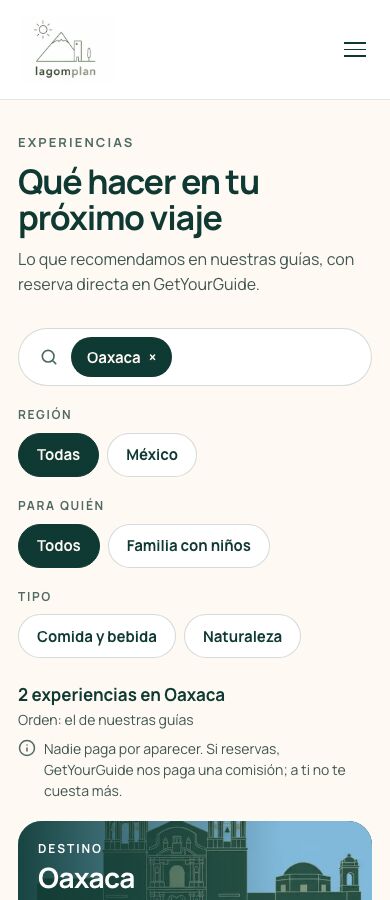 lagomplan
EXPERIENCIAS
Qué hacer en tu
próximo viaje
Lo que recomendamos en nuestras guías, con
reserva directa en GetYourGuide.
Oaxaca ×
REGIÓN
Todas México
PARA QUIÉN
Todos Familia con niños
TIPO
Comida y bebida Naturaleza
2 experiencias en Oaxaca
Orden: el de nuestras guías
Nadie paga por aparecer. Si reservas,
GetYourGuide nos paga una comisión; a ti no te
cuesta más.
DESTINO
Oaxaca